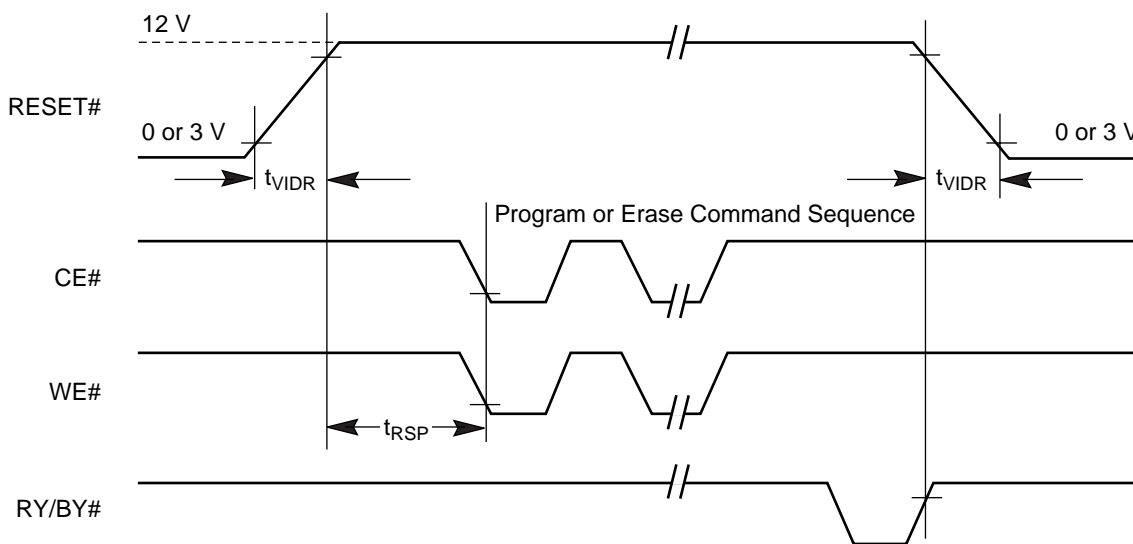 12 V
RESET#
0 or 3 V
0 or 3 V
tVIDR
tVIDR
Program or Erase Command Sequence
CE#
WE#
tRSP
RY/BY#